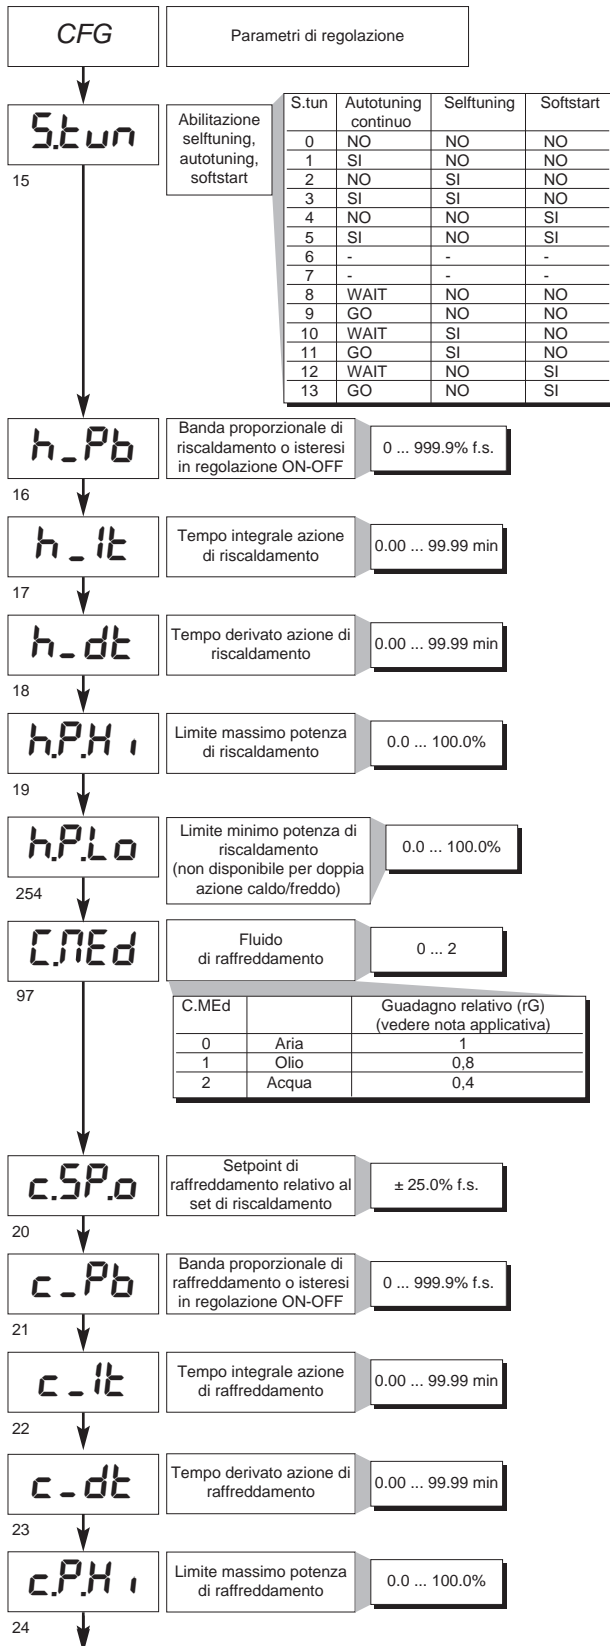 CFG
Parametri di regolazione
S.tun
15
Abilitazione
selftuning,
autotuning,
softstart
S.tun Autotuning continuo Selftuning Softstart
0 NO NO NO
1 SI NO NO
2 NO SI NO
3 SI SI NO
4 NO NO SI
5 SI NO SI
6 - - -
7 - - -
8 WAIT NO NO
9 GO NO NO
10 WAIT SI NO
11 GO SI NO
12 WAIT NO SI
13 GO NO SI
h_Pb
16
Banda proporzionale di
riscaldamento o isteresi
in regolazione ON-OFF
0 ... 999.9% f.s.
h_It
17
Tempo integrale azione
di riscaldamento
0.00 ... 99.99 min
h_dt
18
Tempo derivato azione di
riscaldamento
0.00 ... 99.99 min
h.P.H i
19
Limite massimo potenza
di riscaldamento
0.0 ... 100.0%
h.P.Lo
254
Limite minimo potenza di
riscaldamento
(non disponibile per doppia
azione caldo/freddo)
0.0 ... 100.0%
C.MEd
97
Fluido
di raffreddamento
0 ... 2
C.MEd Guadagno relativo (rG)
(vedere nota applicativa)
0 Aria 1
1 Olio 0,8
2 Acqua 0,4
c.SP.o
20
Setpoint di
raffreddamento relativo al
set di riscaldamento
± 25.0% f.s.
c_Pb
21
Banda proporzionale di
raffreddamento o isteresi
in regolazione ON-OFF
0 ... 999.9% f.s.
c_It
22
Tempo integrale azione
di raffreddamento
0.00 ... 99.99 min
c_dt
23
Tempo derivato azione di
raffreddamento
0.00 ... 99.99 min
c.P.H i
24
Limite massimo potenza
di raffreddamento
0.0 ... 100.0%